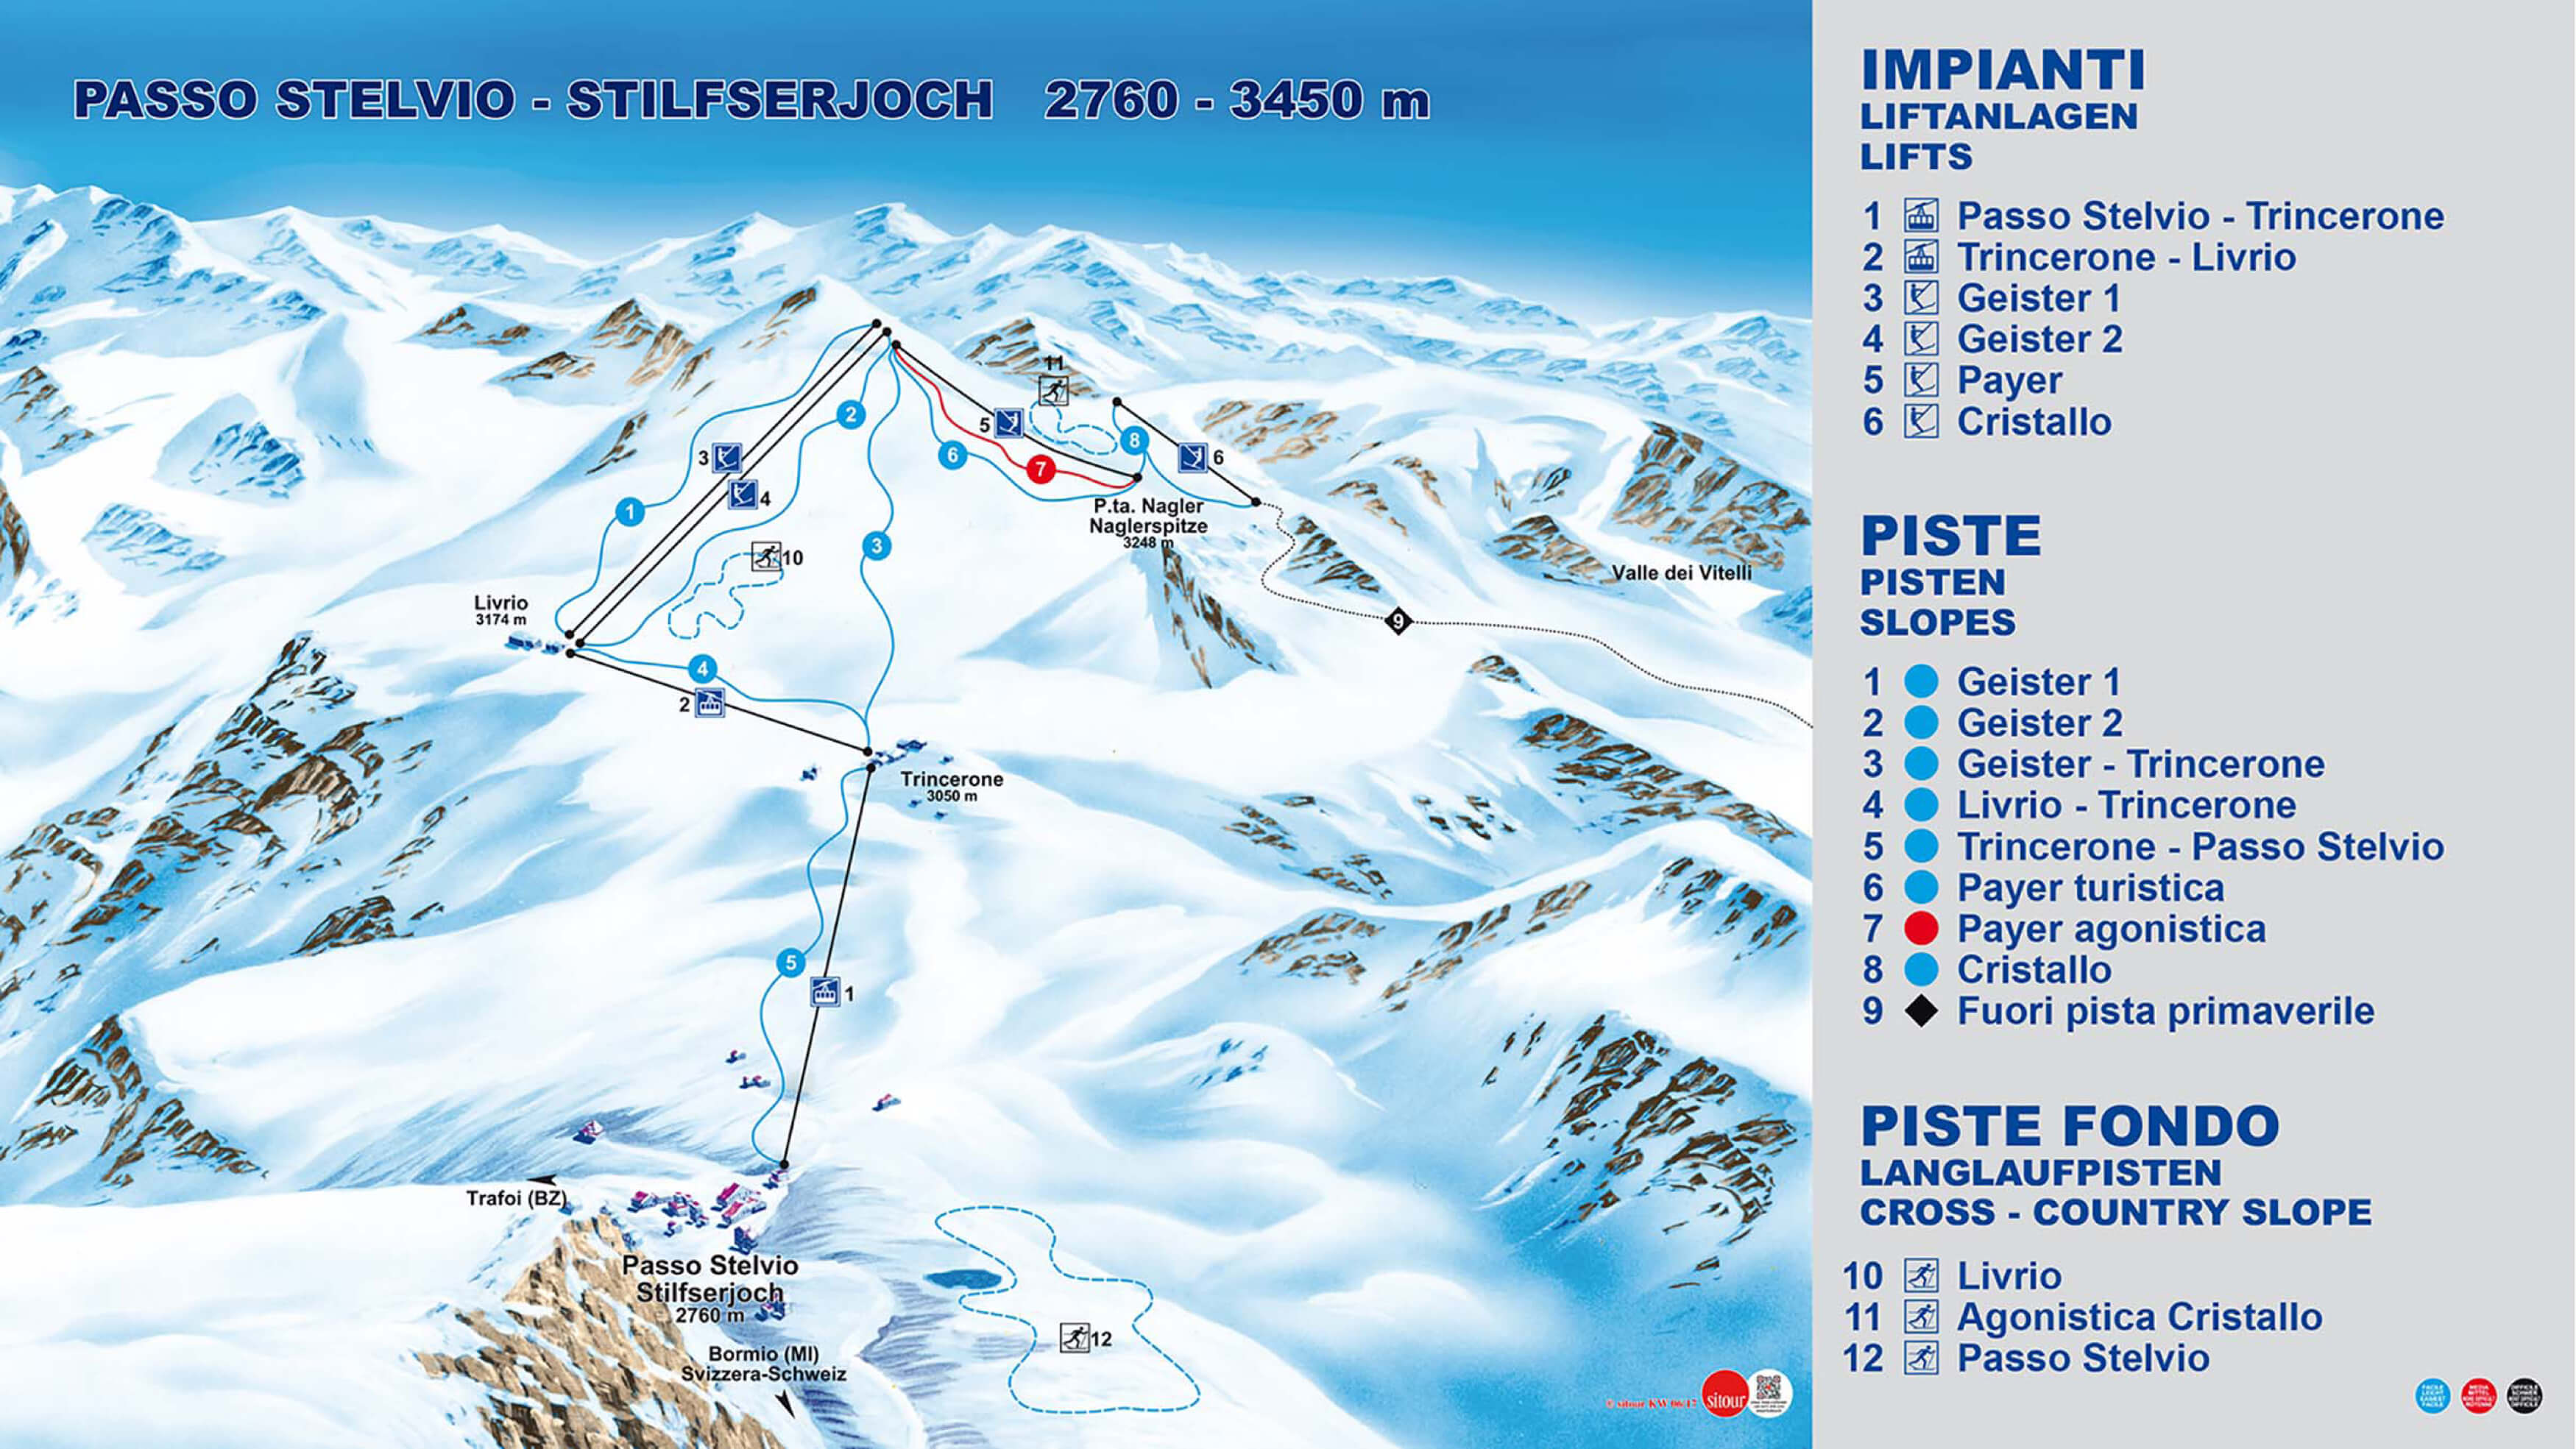 PASSO STELVIO - STILFSERJOCH 2760 - 3450 m
11
5
2
8
6
3
6
7
4
1
P.ta. Nagler
Naglerspitze
3248 m
3
10
Valle dei Vitelli
Livrio
3174 m
9
4
2
Trincerone
3050 m
5
1
Trafoi (BZ)
Passo Stelvio
Stilfserjoch
2760 m
12
Bormio (MI)
Svizzera-Schweiz
© sitour KW 06/17
sitour
IMPIANTI
LIFTANLAGEN
LIFTS
1 Passo Stelvio - Trincerone
2 Trincerone - Livrio
3 Geister 1
4 Geister 2
5 Payer
6 Cristallo
PISTE
PISTEN
SLOPES
1 Geister 1
2 Geister 2
3 Geister - Trincerone
4 Livrio - Trincerone
5 Trincerone - Passo Stelvio
6 Payer turistica
7 Payer agonistica
8 Cristallo
9 Fuori pista primaverile
PISTE FONDO
LANGLAUFPISTEN
CROSS - COUNTRY SLOPE
10 Livrio
11 Agonistica Cristallo
12 Passo Stelvio